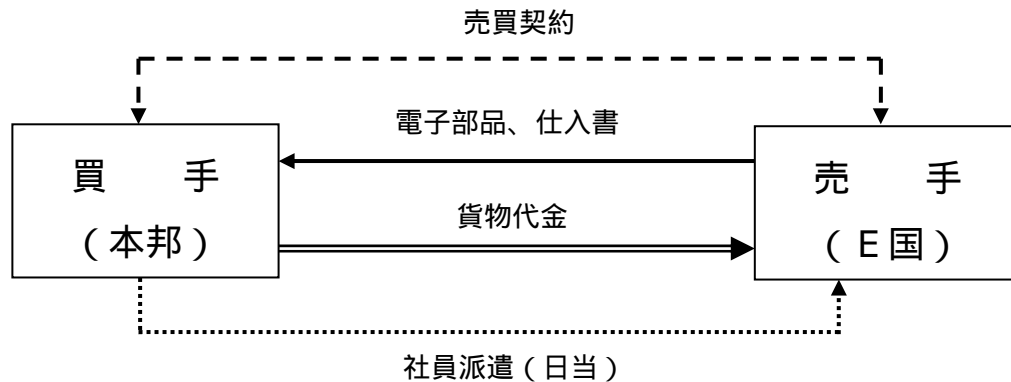 売買契約
電子部品、仕入書
買　　手
（本邦）
売　　手
（Ｅ国）
貨物代金
社員派遣（日当）